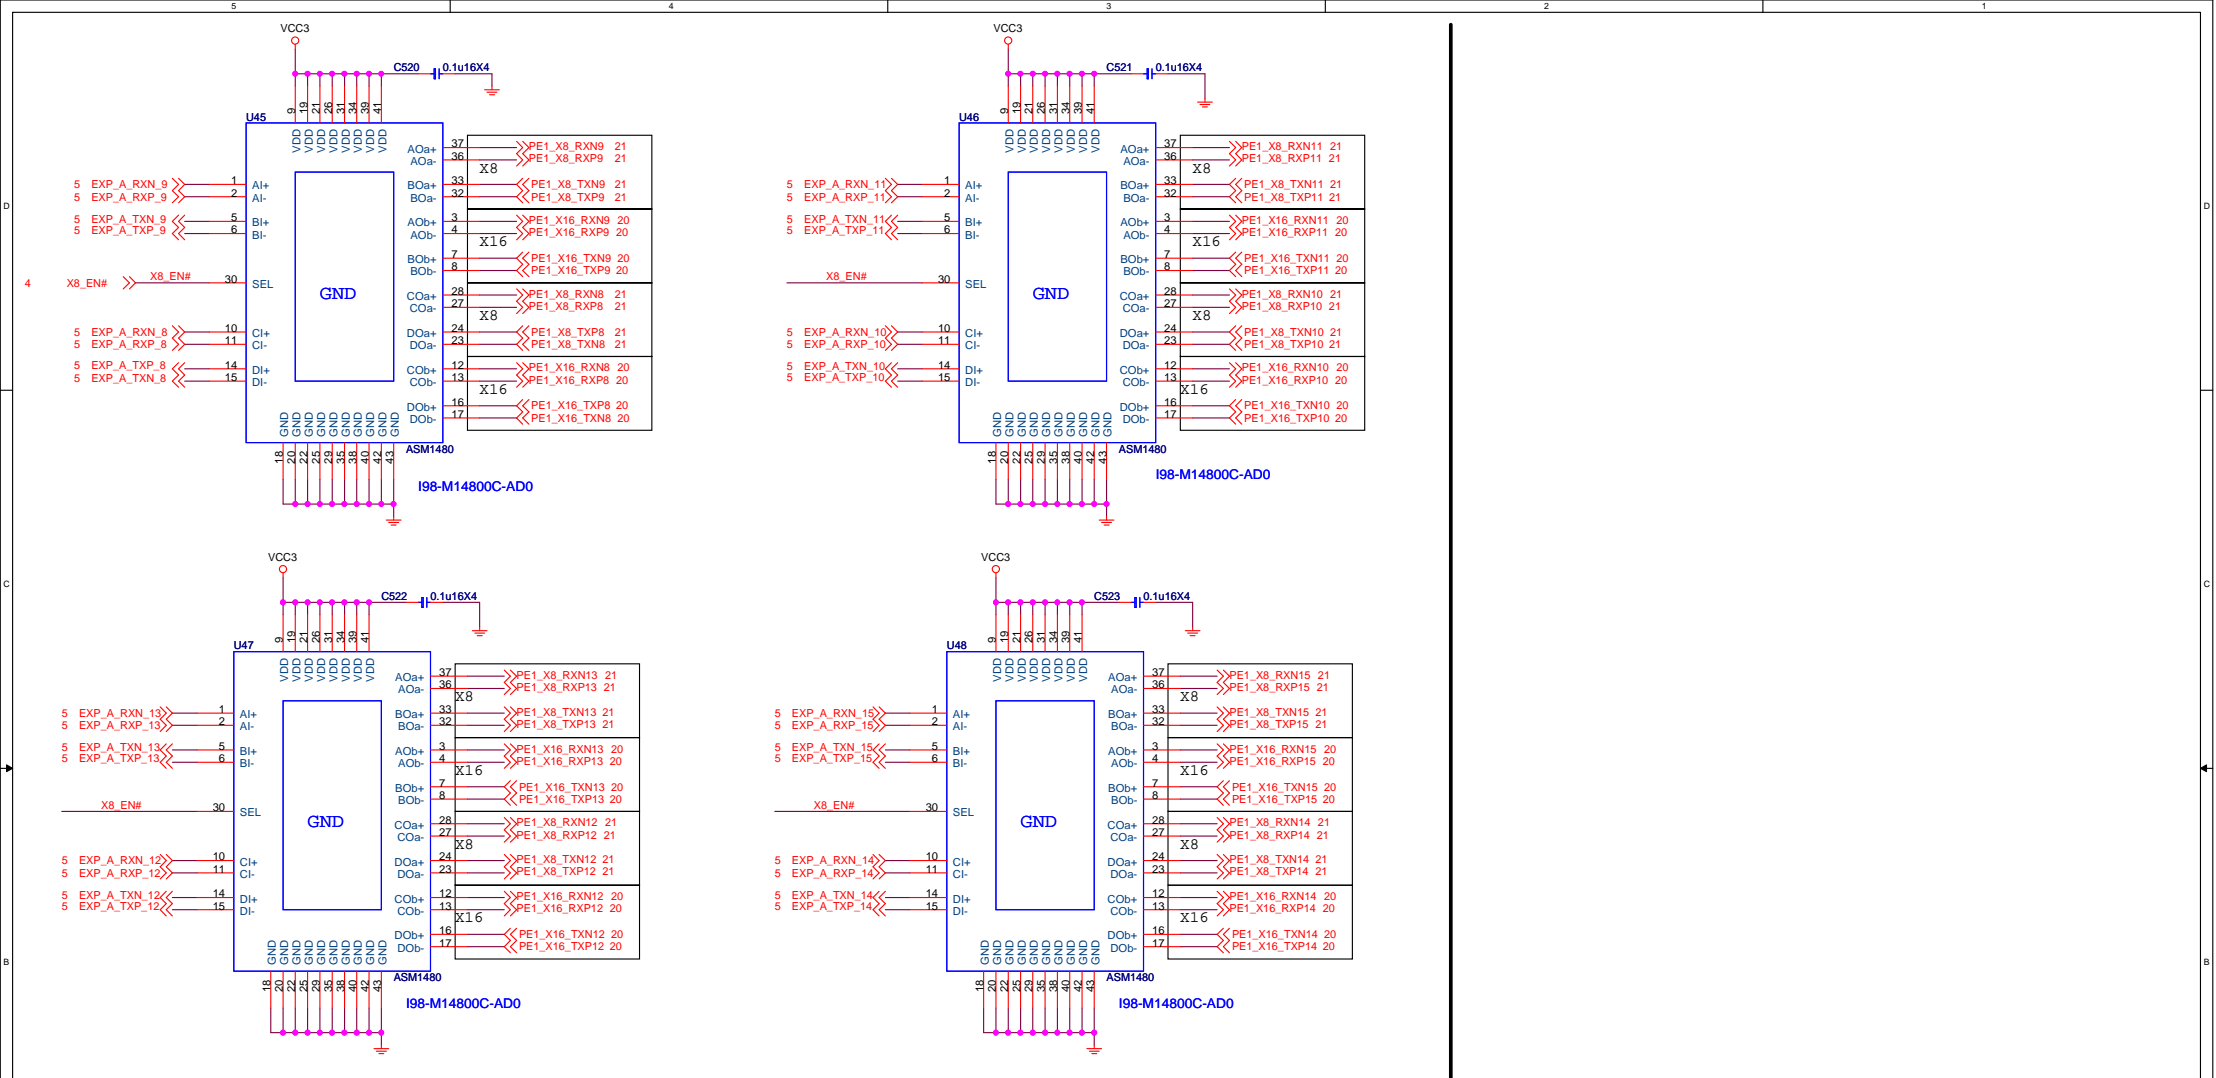 5 4 3 2 1
D D
C C
B B
VCC3
C520 0.1u16X4
9 19 21 26 31 34 39 41
U45
VDD VDD VDD VDD VDD VDD VDD VDD
AOa+ 37 PE1_X8_RXN9 21
AOa- 36 PE1_X8_RXP9 21
X8
5 EXP_A_RXN_9 1 AI+
5 EXP_A_RXP_9 2 AI-
BOa+ 33 PE1_X8_TXN9 21
BOa- 32 PE1_X8_TXP9 21
5 EXP_A_TXN_9 5 BI+
5 EXP_A_TXP_9 6 BI-
AOb+ 3 PE1_X16_RXN9 20
AOb- 4 PE1_X16_RXP9 20
X16
BOb+ 7 PE1_X16_TXN9 20
BOb- 8 PE1_X16_TXP9 20
4 X8_EN# X8_EN# 30 SEL
GND
COa+ 28 PE1_X8_RXN8 21
COa- 27 PE1_X8_RXP8 21
X8
5 EXP_A_RXN_8 10 CI+
5 EXP_A_RXP_8 11 CI-
DOa+ 24 PE1_X8_TXP8 21
DOa- 23 PE1_X8_TXN8 21
5 EXP_A_TXP_8 14 DI+
5 EXP_A_TXN_8 15 DI-
COb+ 12 PE1_X16_RXN8 20
COb- 13 PE1_X16_RXP8 20
X16
DOb+ 16 PE1_X16_TXP8 20
DOb- 17 PE1_X16_TXN8 20
GND GND GND GND GND GND GND GND GND GND
ASM1480
18 20 22 25 29 35 38 40 42 43
I98-M14800C-AD0
VCC3
C521 0.1u16X4
9 19 21 26 31 34 39 41
U46
VDD VDD VDD VDD VDD VDD VDD VDD
AOa+ 37 PE1_X8_RXN11 21
AOa- 36 PE1_X8_RXP11 21
X8
5 EXP_A_RXN_11 1 AI+
5 EXP_A_RXP_11 2 AI-
BOa+ 33 PE1_X8_TXN11 21
BOa- 32 PE1_X8_TXP11 21
5 EXP_A_TXN_11 5 BI+
5 EXP_A_TXP_11 6 BI-
AOb+ 3 PE1_X16_RXN11 20
AOb- 4 PE1_X16_RXP11 20
X16
BOb+ 7 PE1_X16_TXN11 20
BOb- 8 PE1_X16_TXP11 20
X8_EN# 30 SEL
GND
COa+ 28 PE1_X8_RXN10 21
COa- 27 PE1_X8_RXP10 21
X8
5 EXP_A_RXN_10 10 CI+
5 EXP_A_RXP_10 11 CI-
DOa+ 24 PE1_X8_TXN10 21
DOa- 23 PE1_X8_TXP10 21
5 EXP_A_TXN_10 14 DI+
5 EXP_A_TXP_10 15 DI-
COb+ 12 PE1_X16_RXN10 20
COb- 13 PE1_X16_RXP10 20
X16
DOb+ 16 PE1_X16_TXN10 20
DOb- 17 PE1_X16_TXP10 20
GND GND GND GND GND GND GND GND GND GND
ASM1480
18 20 22 25 29 35 38 40 42 43
I98-M14800C-AD0
VCC3
C522 0.1u16X4
9 19 21 26 31 34 39 41
U47
VDD VDD VDD VDD VDD VDD VDD VDD
AOa+ 37 PE1_X8_RXN13 21
AOa- 36 PE1_X8_RXP13 21
X8
5 EXP_A_RXN_13 1 AI+
5 EXP_A_RXP_13 2 AI-
BOa+ 33 PE1_X8_TXN13 21
BOa- 32 PE1_X8_TXP13 21
5 EXP_A_TXN_13 5 BI+
5 EXP_A_TXP_13 6 BI-
AOb+ 3 PE1_X16_RXN13 20
AOb- 4 PE1_X16_RXP13 20
X16
BOb+ 7 PE1_X16_TXN13 20
BOb- 8 PE1_X16_TXP13 20
X8_EN# 30 SEL
GND
COa+ 28 PE1_X8_RXN12 21
COa- 27 PE1_X8_RXP12 21
X8
5 EXP_A_RXN_12 10 CI+
5 EXP_A_RXP_12 11 CI-
DOa+ 24 PE1_X8_TXN12 21
DOa- 23 PE1_X8_TXP12 21
5 EXP_A_TXN_12 14 DI+
5 EXP_A_TXP_12 15 DI-
COb+ 12 PE1_X16_RXN12 20
COb- 13 PE1_X16_RXP12 20
X16
DOb+ 16 PE1_X16_TXN12 20
DOb- 17 PE1_X16_TXP12 20
GND GND GND GND GND GND GND GND GND GND
ASM1480
18 20 22 25 29 35 38 40 42 43
I98-M14800C-AD0
VCC3
C523 0.1u16X4
9 19 21 26 31 34 39 41
U48
VDD VDD VDD VDD VDD VDD VDD VDD
AOa+ 37 PE1_X8_RXN15 21
AOa- 36 PE1_X8_RXP15 21
X8
5 EXP_A_RXN_15 1 AI+
5 EXP_A_RXP_15 2 AI-
BOa+ 33 PE1_X8_TXN15 21
BOa- 32 PE1_X8_TXP15 21
5 EXP_A_TXN_15 5 BI+
5 EXP_A_TXP_15 6 BI-
AOb+ 3 PE1_X16_RXN15 20
AOb- 4 PE1_X16_RXP15 20
X16
BOb+ 7 PE1_X16_TXN15 20
BOb- 8 PE1_X16_TXP15 20
X8_EN# 30 SEL
GND
COa+ 28 PE1_X8_RXN14 21
COa- 27 PE1_X8_RXP14 21
X8
5 EXP_A_RXN_14 10 CI+
5 EXP_A_RXP_14 11 CI-
DOa+ 24 PE1_X8_TXN14 21
DOa- 23 PE1_X8_TXP14 21
5 EXP_A_TXN_14 14 DI+
5 EXP_A_TXP_14 15 DI-
COb+ 12 PE1_X16_RXN14 20
COb- 13 PE1_X16_RXP14 20
X16
DOb+ 16 PE1_X16_TXN14 20
DOb- 17 PE1_X16_TXP14 20
GND GND GND GND GND GND GND GND GND GND
ASM1480
18 20 22 25 29 35 38 40 42 43
I98-M14800C-AD0